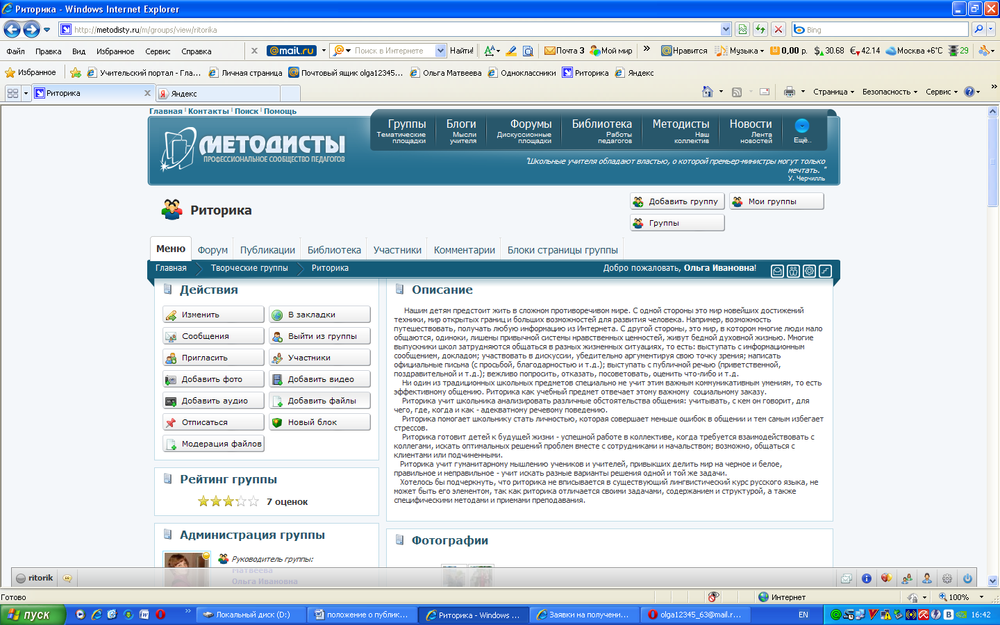 Риторика - Windows Internet Explorer
http://metodisty.ru/m/groups/view/ritorika
Bing
Файл Правка Вид Избранное Сервис Справка
@mail.ru Поиск в Интернете Найти! Почта 3 Мой мир » Нравится Музыка 0,00 р. $ 30.68 € 42.14 Москва +6°C 29
Избранное Учительский портал - Гла... Личная страница Почтовый ящик olga12345... Ольга Матвеева Одноклассники Риторика Яндекс
Риторика Яндекс Страница Безопасность Сервис »
Главная Контакты Поиск Помощь
МЕТОДИСТЫ
ПРОФЕССИОНАЛЬНОЕ СООБЩЕСТВО ПЕДАГОГОВ
Группы Блоги Форумы Библиотека Методисты Новости
Тематические Мысли Дискуссионные Работы Наш Лента
площадки учителя площадки педагогов коллектив новостей Ещё..
"Школьные учителя обладают властью, о которой премьер-министры могут только
мечтать. "
У. Черчилль
Риторика
Добавить группу Мои группы
Группы
Меню Форум Публикации Библиотека Участники Комментарии Блоки страницы группы
Главная Творческие группы Риторика Добро пожаловать, Ольга Ивановна!
Действия
Изменить В закладки
Сообщения Выйти из группы
Пригласить Участники
Добавить фото Добавить видео
Добавить аудио Добавить файлы
Отписаться Новый блок
Модерация файлов
Рейтинг группы
7 оценок
Администрация группы
Руководитель группы:
Матвеева
Ольга Ивановна
Описание
Нашим детям предстоит жить в сложном противоречивом мире. С одной стороны это мир новейших достижений
техники, мир открытых границ и больших возможностей для развития человека. Например, возможность
путешествовать, получать любую информацию из Интернета. С другой стороны, это мир, в котором многие люди мало
общаются, одиноки, лишены привычной системы нравственных ценностей, живут бедной духовной жизнью. Многие
выпускники школ затрудняются общаться в разных жизненных ситуациях, то есть: выступать с информационным
сообщением, докладом; участвовать в дискуссии, убедительно аргументируя свою точку зрения; написать
официальные письма (с просьбой, благодарностью и т.д.); выступать с публичной речью (приветственной,
поздравительной и т.д.); вежливо попросить, отказать, посоветовать, оценить что-либо и т.д.
Ни один из традиционных школьных предметов специально не учит этим важным коммуникативным умениям, то есть
эффективному общению. Риторика как учебный предмет отвечает этому важному социальному заказу.
Риторика учит школьника анализировать различные обстоятельства общения: учитывать, с кем он говорит, для
чего, где, когда и как - адекватному речевому поведению.
Риторика помогает школьнику стать личностью, которая совершает меньше ошибок в общении и тем самым избегает
стрессов.
Риторика готовит детей к будущей жизни - успешной работе в коллективе, когда требуется взаимодействовать с
коллегами, искать оптимальных решений проблем вместе с сотрудниками и начальством; возможно, общаться с
клиентами или подчиненными.
Риторика учит гуманитарному мышлению учеников и учителей, привыкших делить мир на черное и белое,
правильное и неправильное - учит искать разные варианты решения одной и той же задачи.
Хотелось бы подчеркнуть, что риторика не вписывается в существующий лингвистический курс русского языка, не
может быть его элементом, так как риторика отличается своими задачами, содержанием и структурой, а также
специфическими методами и приемами преподавания.
Фотографии
ritorik
Готово Интернет 100%
пуск » Локальный диск (D:) положение о публик... Риторика - Windows ... Заявки на получени... olga12345_63@mail.r... EN 16:42